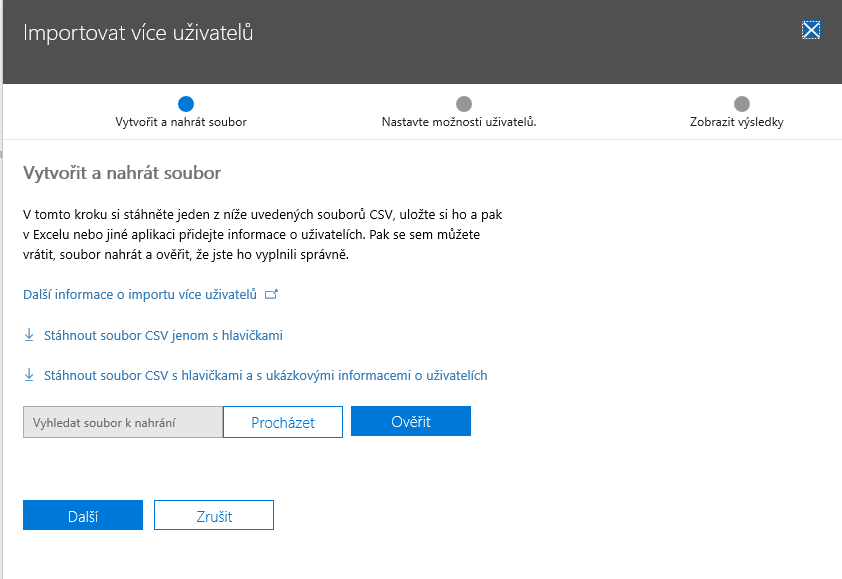 Importovat více uživatelů
Vytvořit a nahrát soubor
Nastavte možnosti uživatelů.
Zobrazit výsledky
Vytvořit a nahrát soubor
V tomto kroku si stáhněte jeden z níže uvedených souborů CSV, uložte si ho a pak
v Excelu nebo jiné aplikaci přidejte informace o uživatelích. Pak se sem můžete
vrátit, soubor nahrát a ověřit, že jste ho vyplnili správně.
Další informace o importu více uživatelů
Stáhnout soubor CSV jenom s hlavičkami
Stáhnout soubor CSV s hlavičkami a s ukázkovými informacemi o uživatelích
Vyhledat soubor k nahrání
Procházet
Ověřit
Další
Zrušit